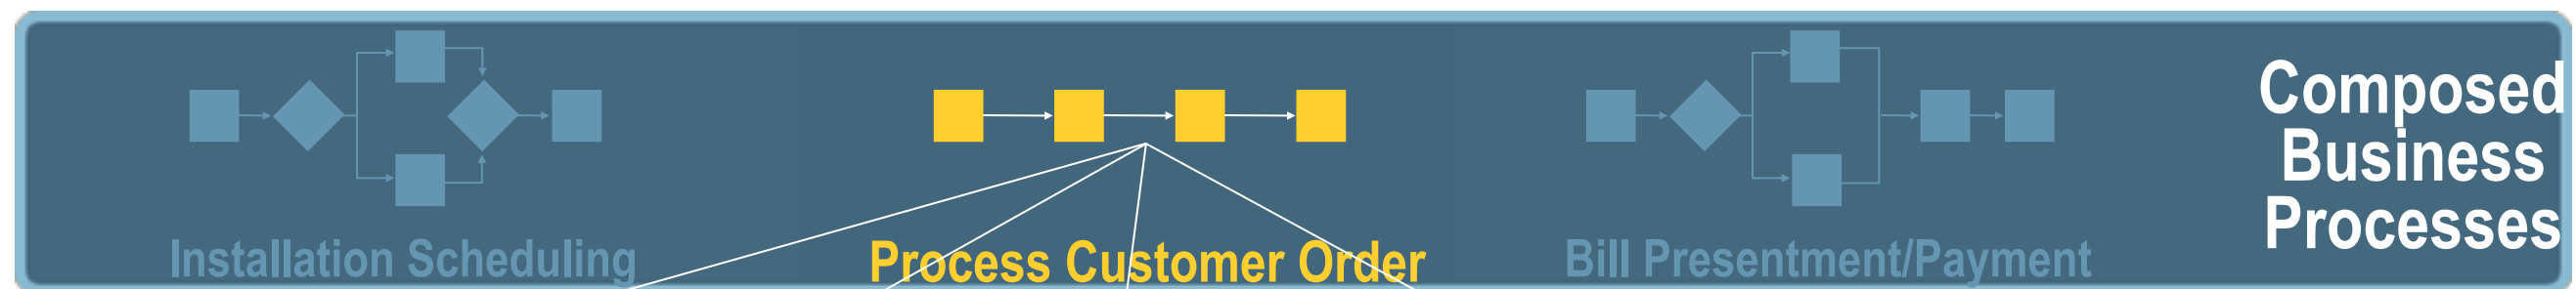 Installation Scheduling
Process Customer Order
Bill Presentment/Payment
Composed
Business
Processes